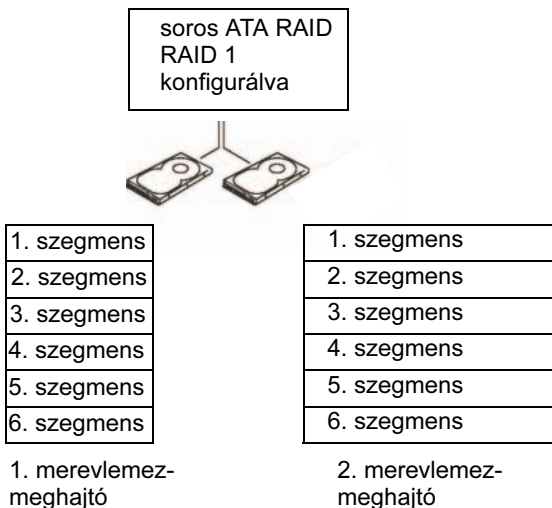 soros ATA RAID
RAID 1
konfigurálva
1. szegmens
2. szegmens
3. szegmens
4. szegmens
5. szegmens
6. szegmens
1. merevlemez-
meghajtó
1. szegmens
2. szegmens
3. szegmens
4. szegmens
5. szegmens
6. szegmens
2. merevlemez-
meghajtó